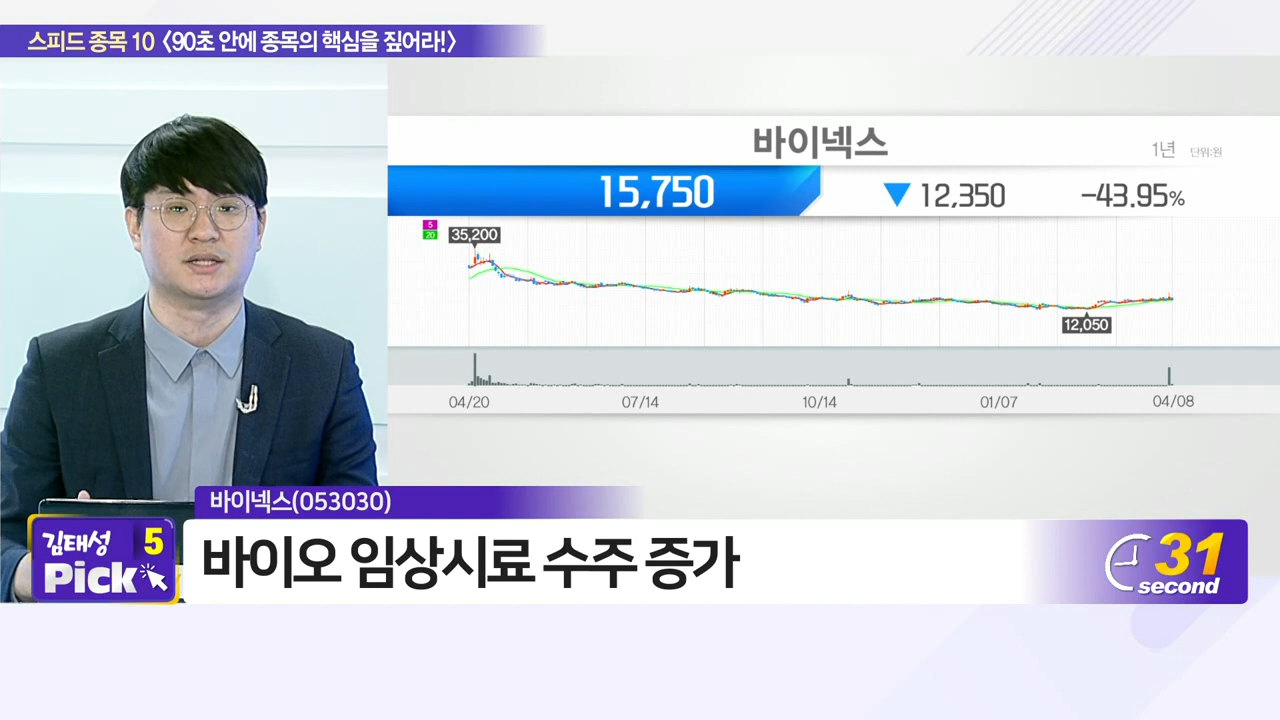 스피드 종목 10 <90초 안에 종목의 핵심을 짚어라!>
바이넥스
1년 단위:원
15,750 ▼ 12,350 -43.95%
5
20
35,200
12,050
04/20 07/14 10/14 01/07 04/08
바이넥스(053030)
김태성 5
Pick
바이오 임상시료 수주 증가
31
second